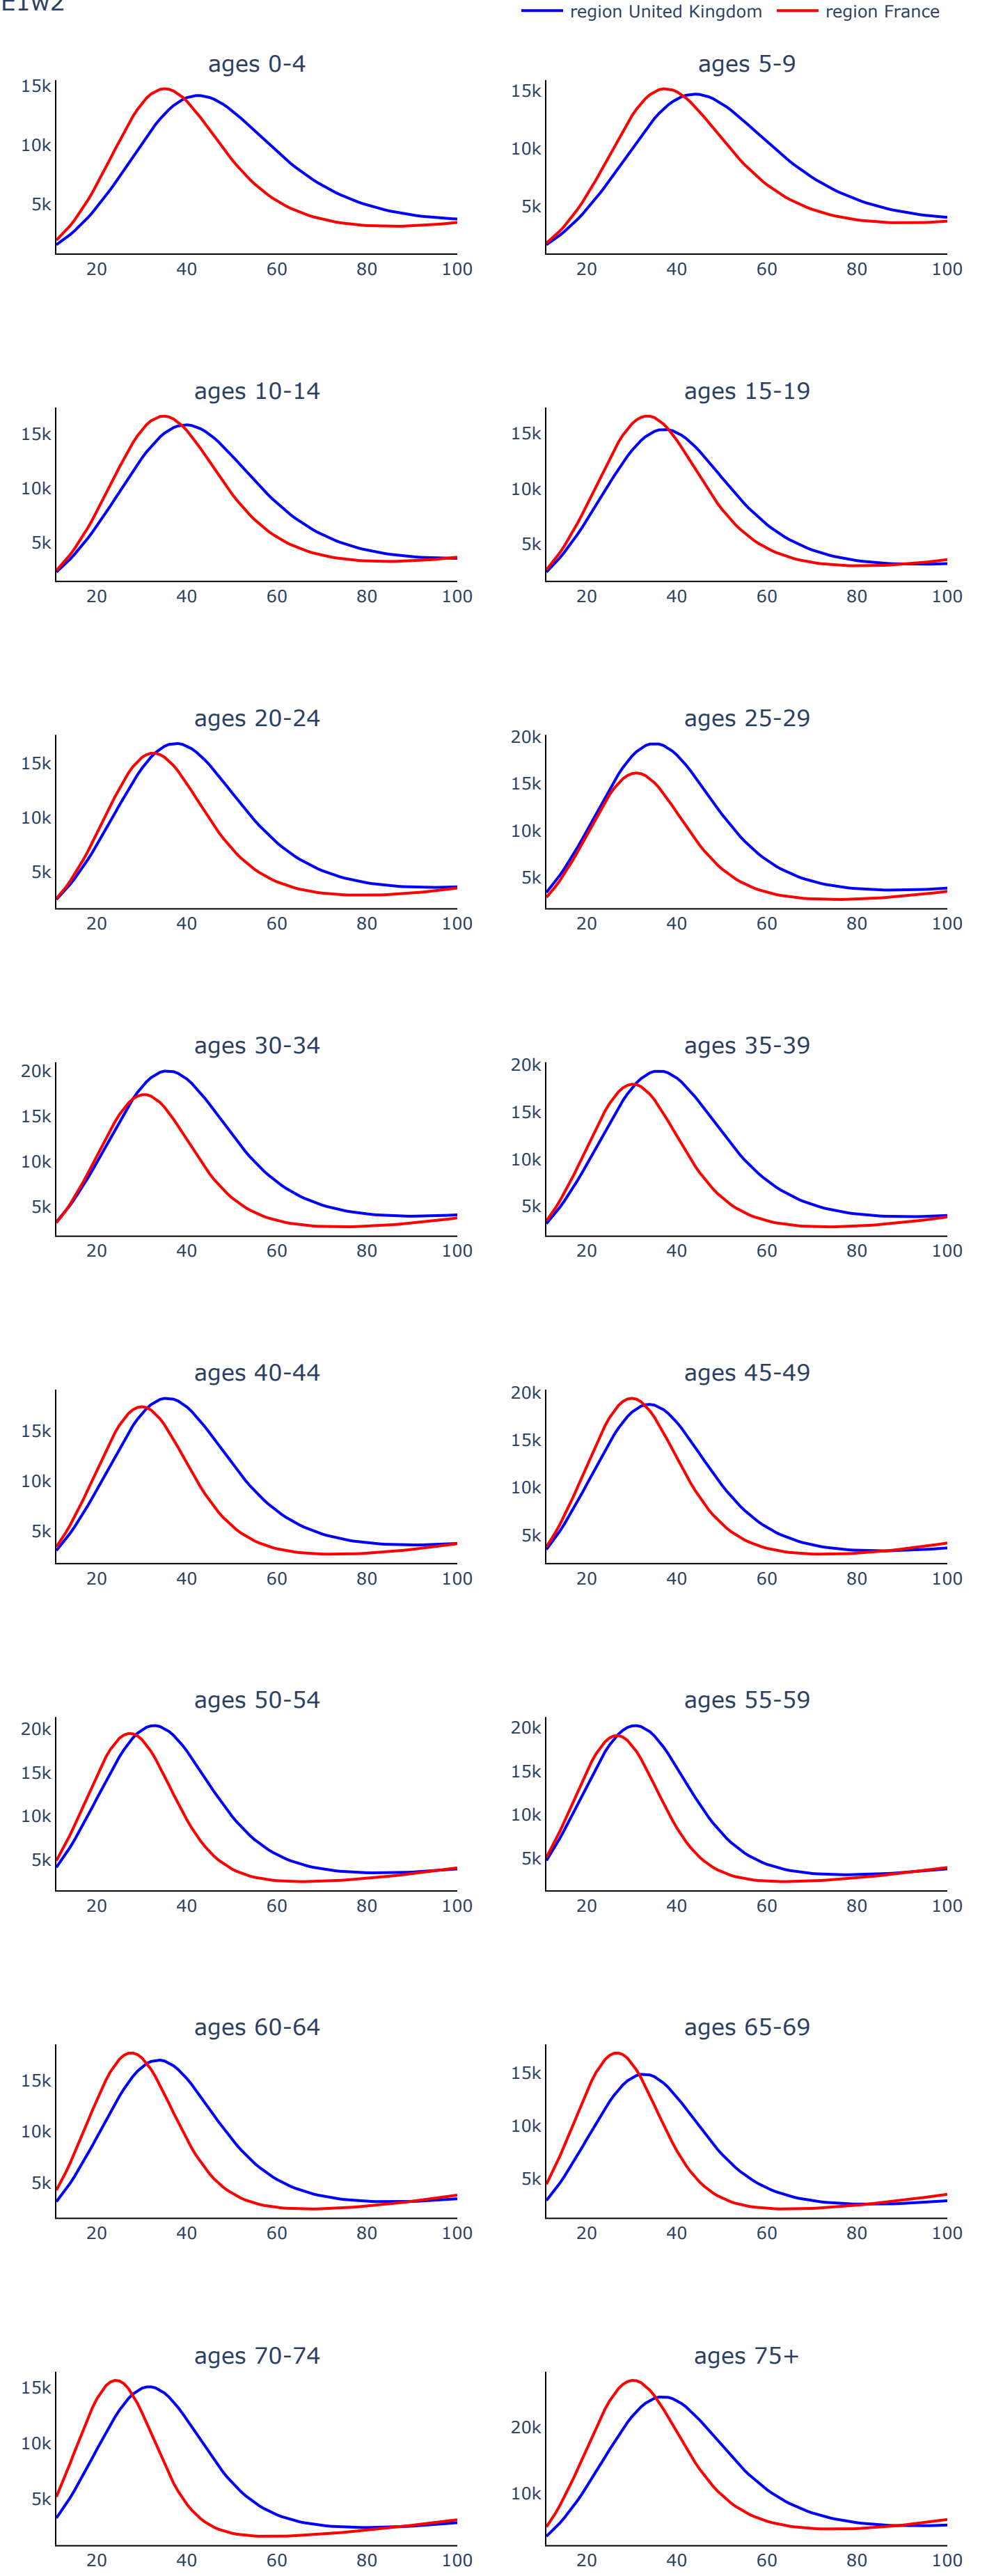 E1w2
region United Kingdom region France
ages 0-4 ages 5-9
15k 15k
10k 10k
5k 5k
20 40 60 80 100 20 40 60 80 100
ages 10-14 ages 15-19
15k 15k
10k 10k
5k 5k
20 40 60 80 100 20 40 60 80 100
ages 20-24 ages 25-29
20k
15k 15k
10k 10k
5k 5k
20 40 60 80 100 20 40 60 80 100
ages 30-34 ages 35-39
20k 20k
15k 15k
10k 10k
5k 5k
20 40 60 80 100 20 40 60 80 100
ages 40-44 ages 45-49
20k
15k 15k
10k 10k
5k 5k
20 40 60 80 100 20 40 60 80 100
ages 50-54 ages 55-59
20k 20k
15k 15k
10k 10k
5k 5k
20 40 60 80 100 20 40 60 80 100
ages 60-64 ages 65-69
15k 15k
10k 10k
5k 5k
20 40 60 80 100 20 40 60 80 100
ages 70-74 ages 75+
15k
20k
10k
10k
5k
20 40 60 80 100 20 40 60 80 100